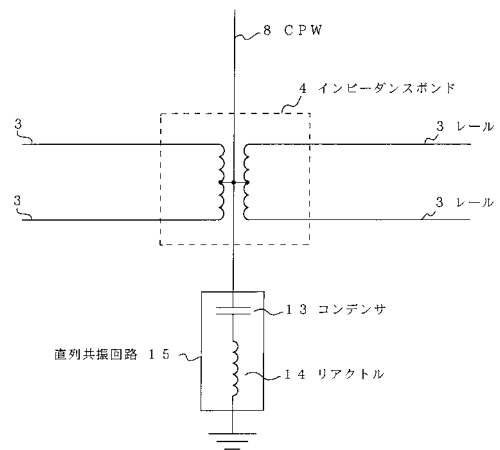 8 CPW
4 インピーダンスボンド
3
3 レール
3
3 レール
13 コンデンサ
直列共振回路 15
14 リアクトル